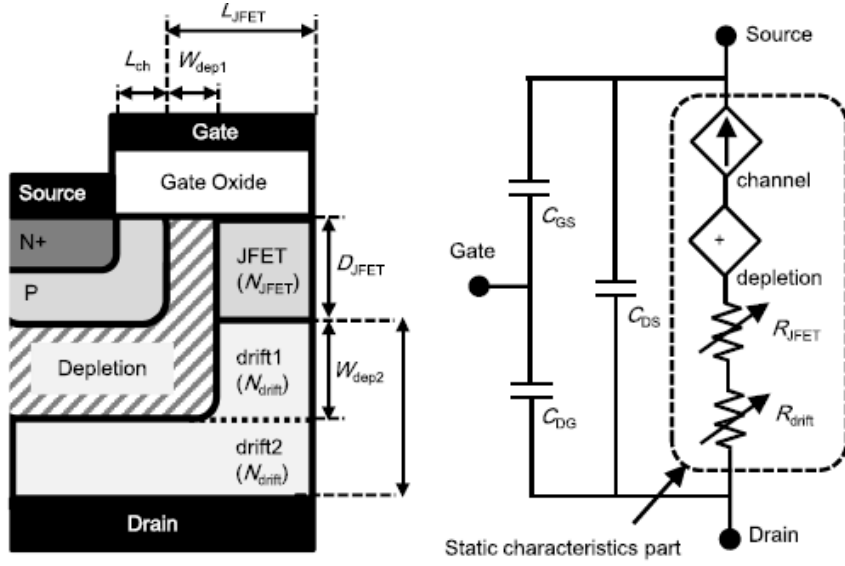 L_JFET
L_ch
W_dep1
Gate
Gate Oxide
Source
N+
P
JFET
(N_JFET)
D_JFET
Depletion
drift1
(N_drift)
W_dep2
drift2
(N_drift)
Drain
Source
channel
C_GS
+
depletion
Gate
C_DS
R_JFET
C_DG
R_drift
Static characteristics part
Drain